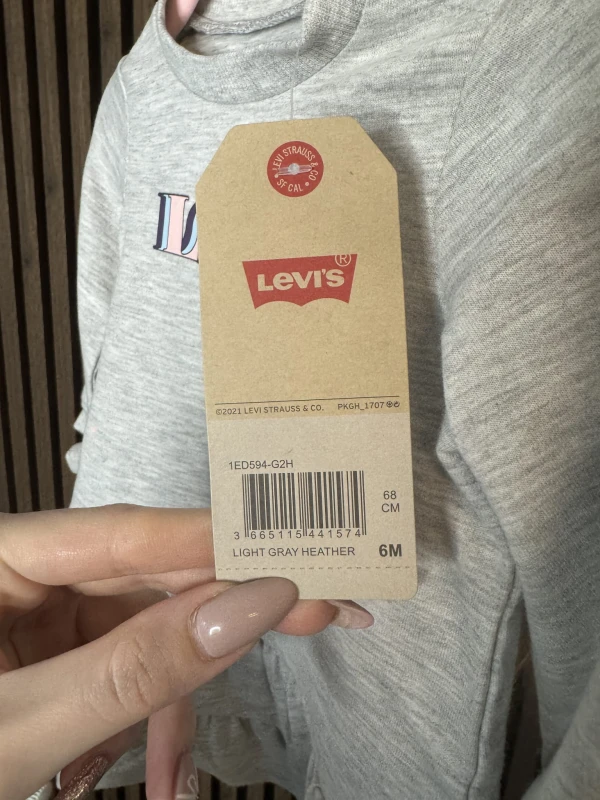 LEVI STRAUSS & CO
• SF CAL •
LEVI'S®
©2021 LEVI STRAUSS & CO. PKGH_1707
1ED594-G2H
68
CM
3 665115 441574
LIGHT GRAY HEATHER 6M
L